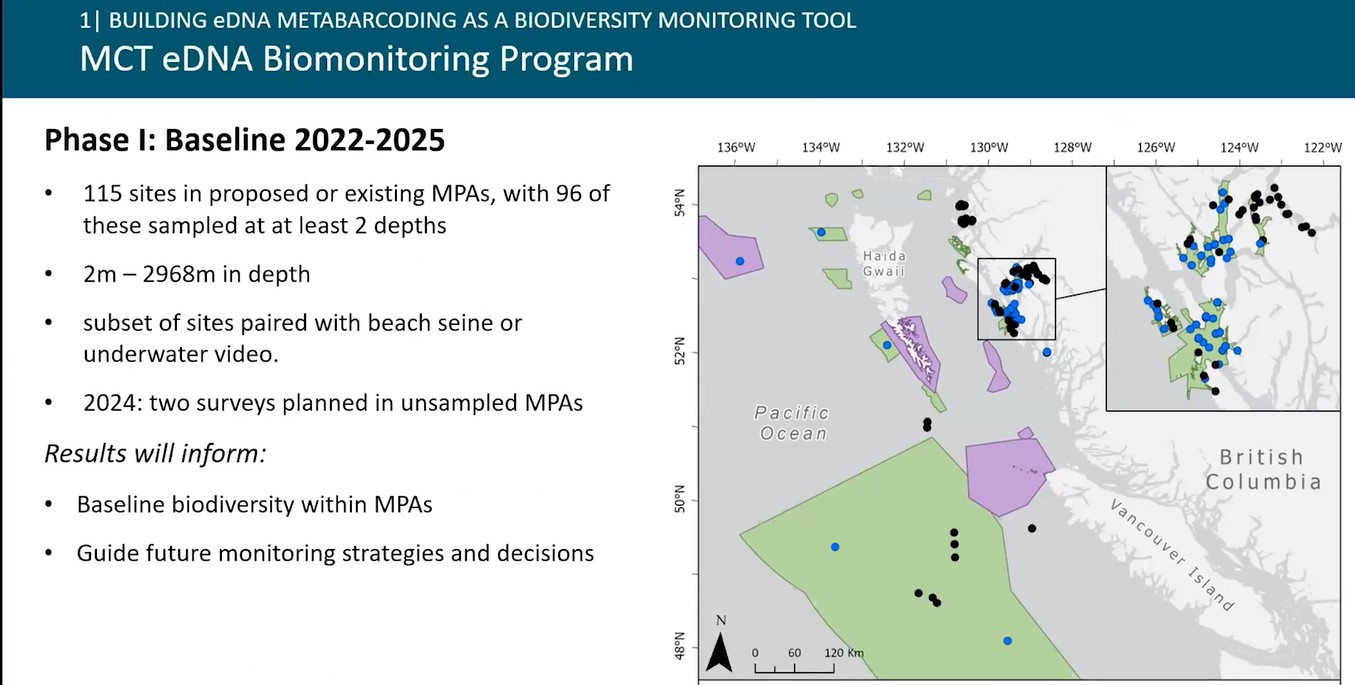 1| BUILDING eDNA METABARCODING AS A BIODIVERSITY MONITORING TOOL
MCT eDNA Biomonitoring Program
Phase I: Baseline 2022-2025
• 115 sites in proposed or existing MPAs, with 96 of
these sampled at at least 2 depths
• 2m – 2968m in depth
• subset of sites paired with beach seine or
underwater video.
• 2024: two surveys planned in unsampled MPAs
Results will inform:
• Baseline biodiversity within MPAs
• Guide future monitoring strategies and decisions
136°W 134°W 132°W 130°W 128°W 126°W 124°W 122°W
54°N
52°N
50°N
48°N
Haida
Gwaii
Pacific
Ocean
British
Columbia
Vancouver Island
N
0 60 120 Km